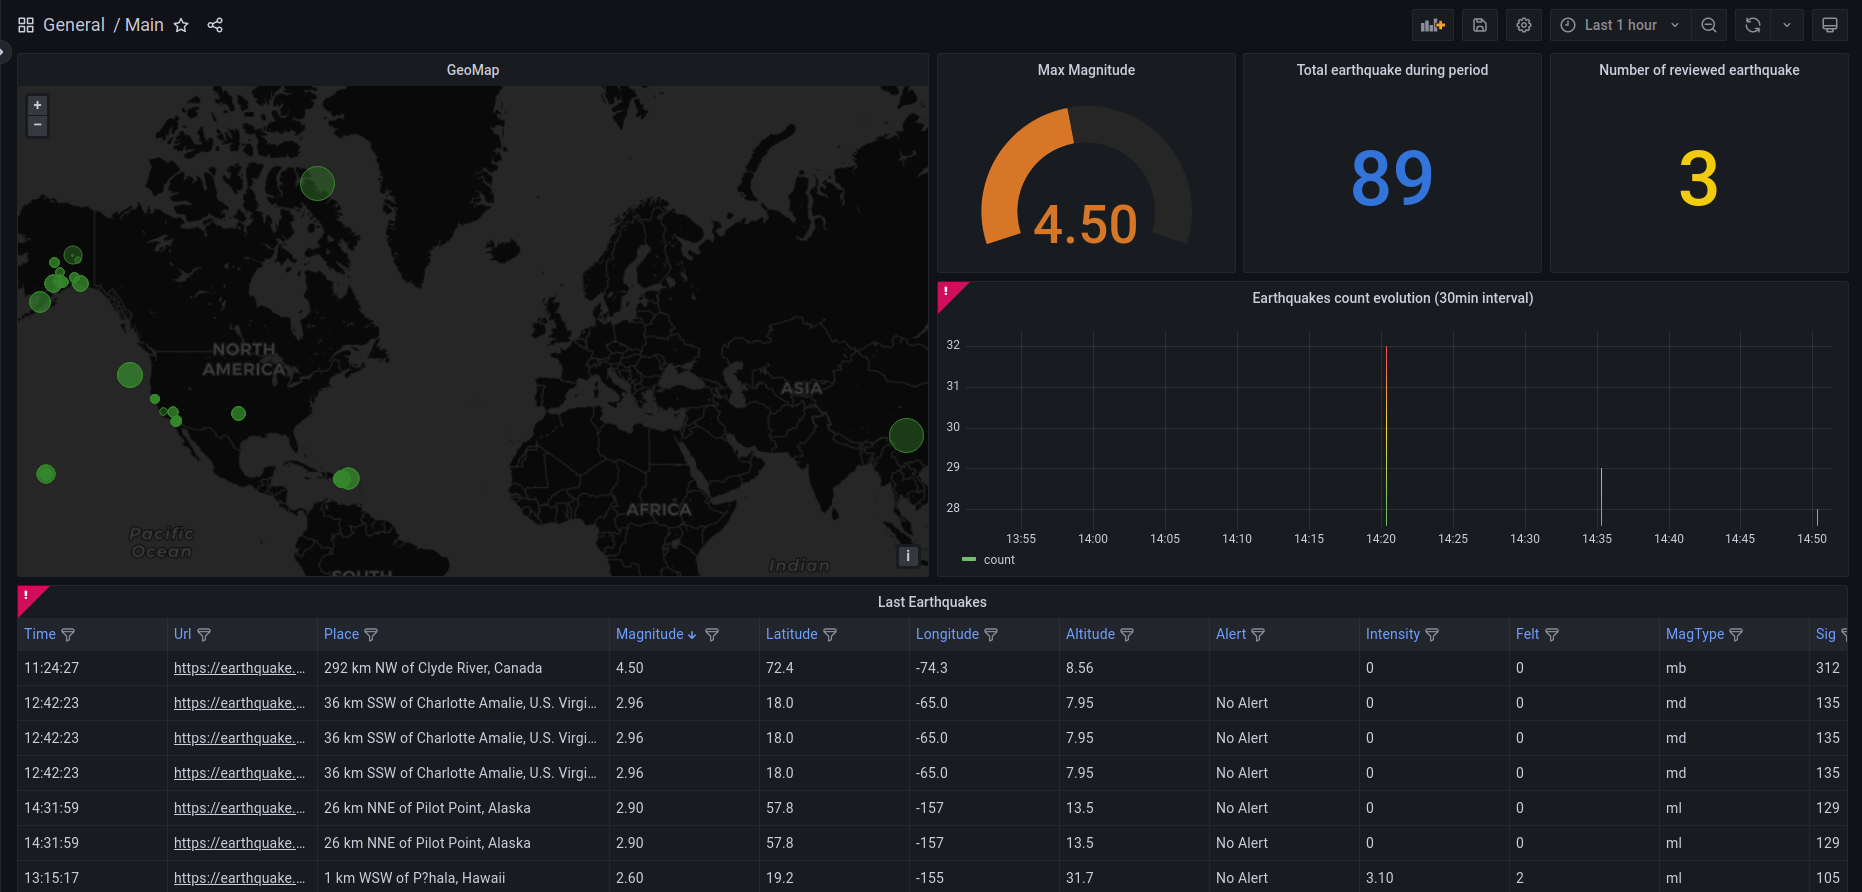 General / Main
Last 1 hour
GeoMap
+
−
NORTH
AMERICA
ASIA
AFRICA
Pacific
Ocean
Indian
SOUTH
i
Max Magnitude
4.50
Total earthquake during period
89
Number of reviewed earthquake
3
!
Earthquakes count evolution (30min interval)
32
31
30
29
28
13:55 14:00 14:05 14:10 14:15 14:20 14:25 14:30 14:35 14:40 14:45 14:50
count
!
Last Earthquakes
Time Url Place Magnitude Latitude Longitude Altitude Alert Intensity Felt MagType Sig
11:24:27 https://earthquake.… 292 km NW of Clyde River, Canada 4.50 72.4 -74.3 8.56 0 0 mb 312
12:42:23 https://earthquake.… 36 km SSW of Charlotte Amalie, U.S. Virgi… 2.96 18.0 -65.0 7.95 No Alert 0 0 md 135
12:42:23 https://earthquake.… 36 km SSW of Charlotte Amalie, U.S. Virgi… 2.96 18.0 -65.0 7.95 No Alert 0 0 md 135
12:42:23 https://earthquake.… 36 km SSW of Charlotte Amalie, U.S. Virgi… 2.96 18.0 -65.0 7.95 No Alert 0 0 md 135
14:31:59 https://earthquake.… 26 km NNE of Pilot Point, Alaska 2.90 57.8 -157 13.5 No Alert 0 0 ml 129
14:31:59 https://earthquake.… 26 km NNE of Pilot Point, Alaska 2.90 57.8 -157 13.5 No Alert 0 0 ml 129
13:15:17 https://earthquake.… 1 km WSW of P?hala, Hawaii 2.60 19.2 -155 31.7 No Alert 3.10 2 ml 105